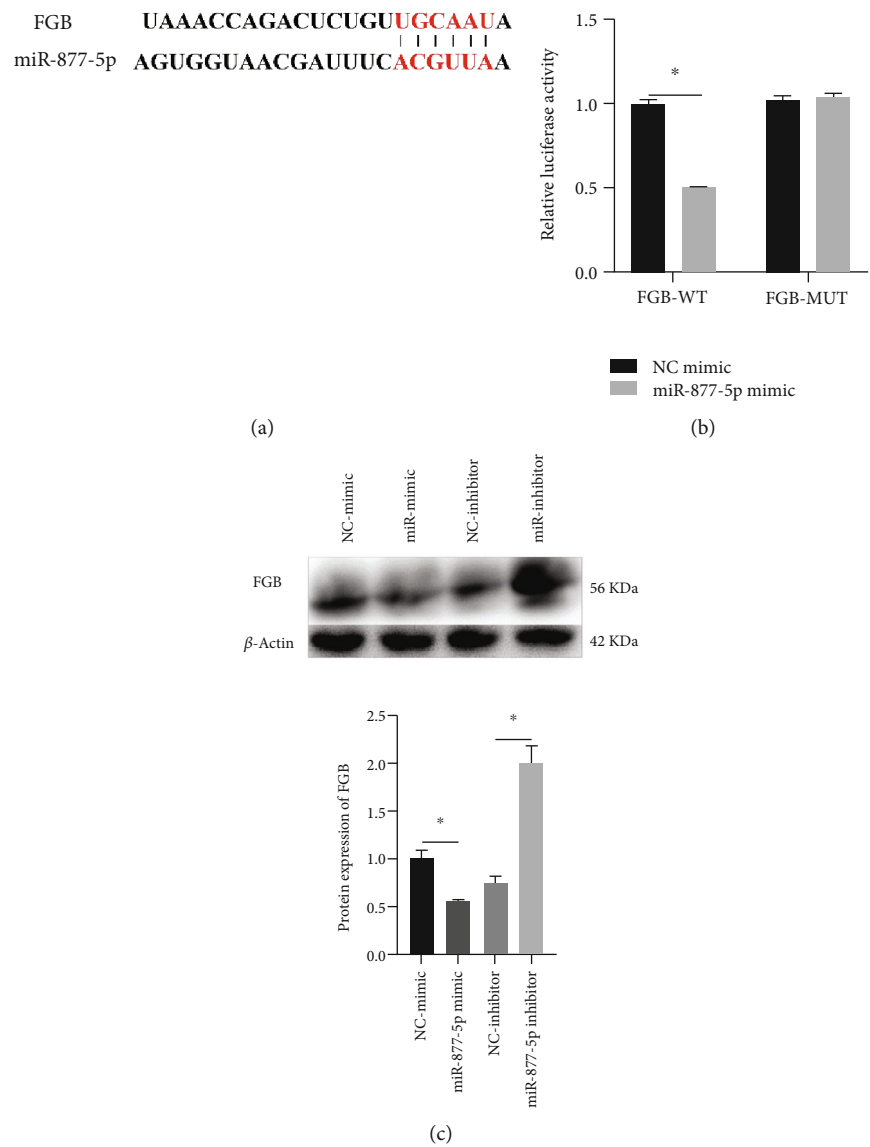 FGB UAAACCAGACUCUGUUGCAAUA
miR-877-5p AGUGGUAACGAUUUCACGUUAA
(a)
Relative luciferase activity
1.0
0.5
0.0
*
FGB-WT FGB-MUT
NC mimic
miR-877-5p mimic
(b)
NC-mimic miR-mimic NC-inhibitor miR-inhibitor
FGB 56 KDa
β-Actin 42 KDa
Protein expression of FGB
2.5
2.0
1.5
1.0
0.5
0.0
*
*
NC-mimic miR-877-5p mimic NC-inhibitor miR-877-5p inhibitor
(c)